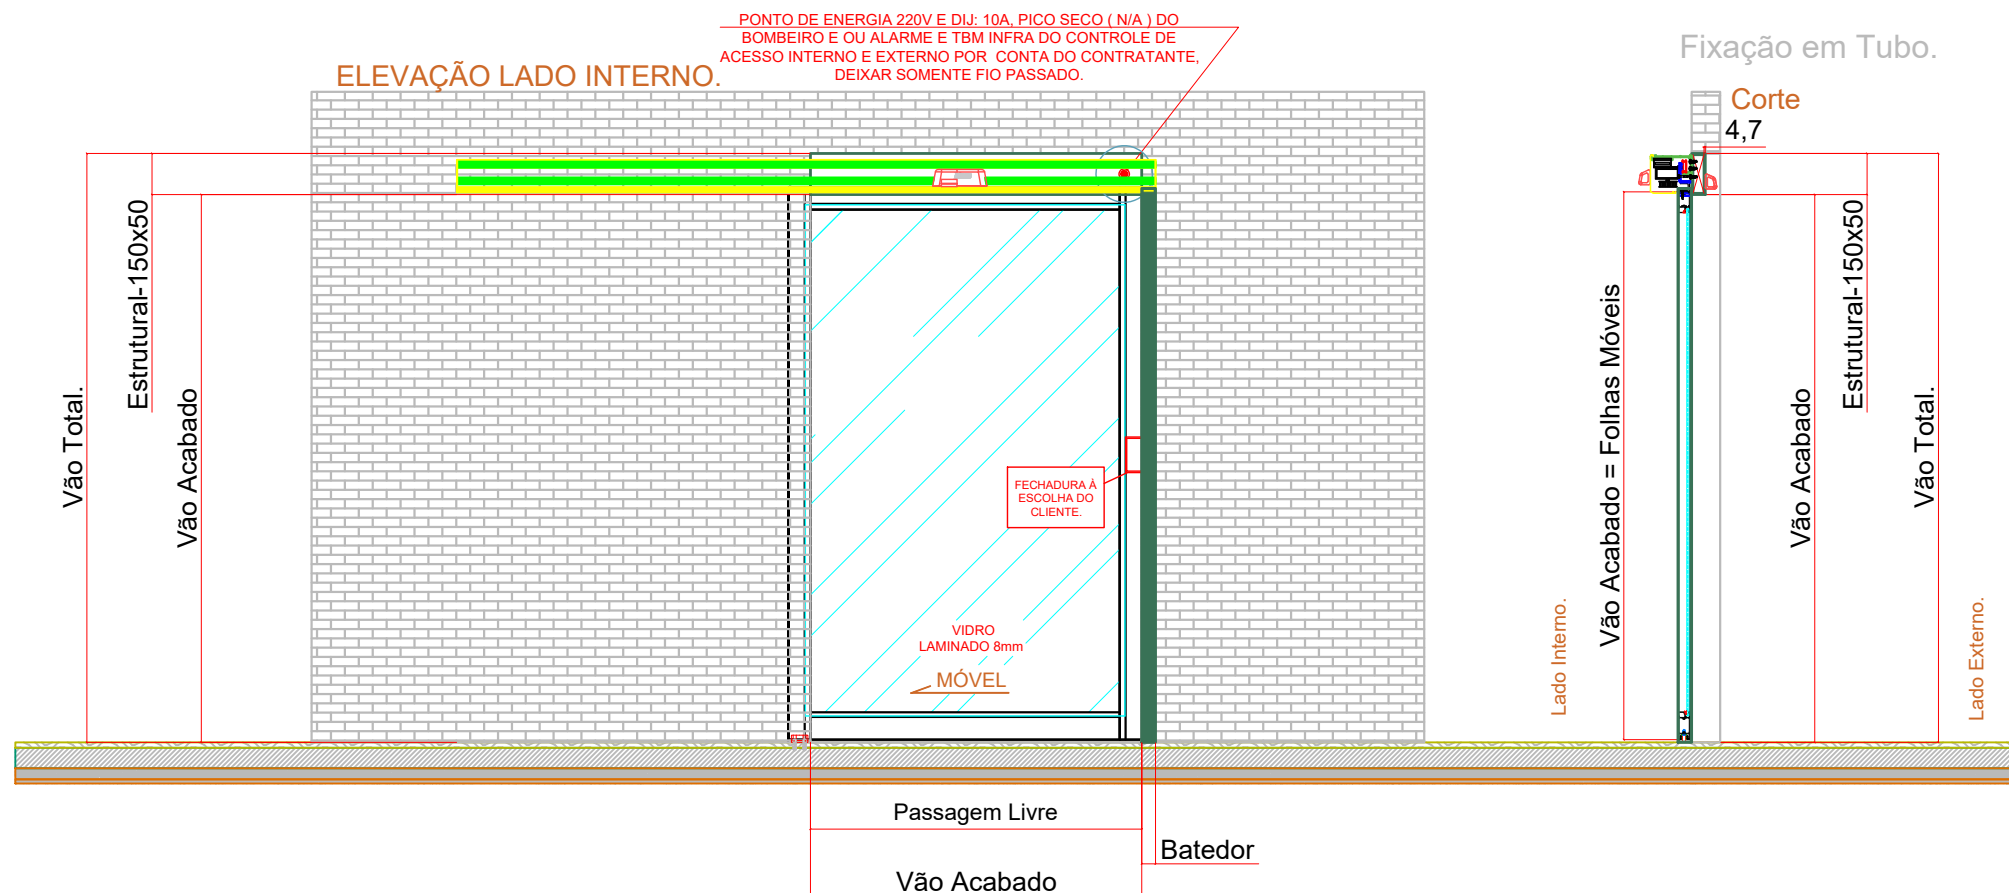 PONTO DE ENERGIA 220V E DIJ: 10A, PICO SECO ( N/A ) DO
BOMBEIRO E OU ALARME E TBM INFRA DO CONTROLE DE
ACESSO INTERNO E EXTERNO POR CONTA DO CONTRATANTE,
DEIXAR SOMENTE FIO PASSADO.
ELEVAÇÃO LADO INTERNO.
Fixação em Tubo.
Corte
4,7
Vão Total.
Estrutural-150x50
Vão Acabado
FECHADURA À
ESCOLHA DO
CLIENTE.
VIDRO
LAMINADO 8mm
MÓVEL
Lado Interno.
Vão Acabado = Folhas Móveis
Vão Acabado
Estrutural-150x50
Vão Total.
Lado Externo.
Passagem Livre
Batedor
Vão Acabado